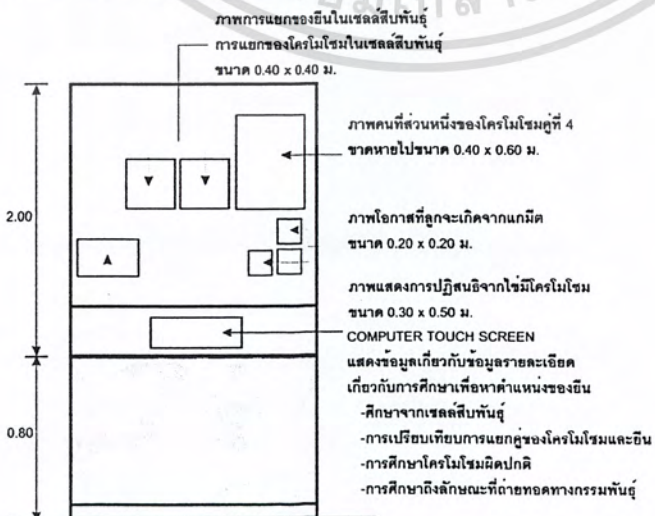 ภาพการแยกของยีนในเซลล์สืบพันธุ์
การแยกของโครโมโซมในเซลล์สืบพันธุ์
ขนาด 0.40 x 0.40 ม.
ภาพคนที่ส่วนหนึ่งของโครโมโซมคู่ที่ 4
ขาดหายไปขนาด 0.40 x 0.60 ม.
2.00
ภาพโอกาสที่ลูกจะเกิดจากแกมีต
ขนาด 0.20 x 0.20 ม.
ภาพแสดงการปฏิสนธิจากไข่มีโครโมโซม
ขนาด 0.30 x 0.50 ม.
COMPUTER TOUCH SCREEN
แสดงข้อมูลเกี่ยวกับข้อมูลรายละเอียด
เกี่ยวกับการศึกษาเพื่อหาตำแหน่งของยีน
0.80
-ศึกษาจากเซลล์สืบพันธุ์
-การเปรียบเทียบการแยกคู่ของโครโมโซมและยีน
-การศึกษาโครโมโซมผิดปกติ
-การศึกษาถึงลักษณะที่ถ่ายทอดทางกรรมพันธุ์